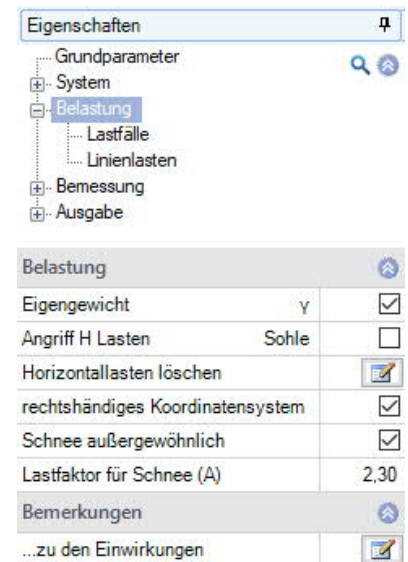 Eigenschaften
Grundparameter
System
Belastung
Lastfälle
Linienlasten
Bemessung
Ausgabe
Belastung
Eigengewicht γ
Angriff H Lasten Sohle
Horizontallasten löschen
rechtshändiges Koordinatensystem
Schnee außergewöhnlich
Lastfaktor für Schnee (A) 2,30
Bemerkungen
...zu den Einwirkungen